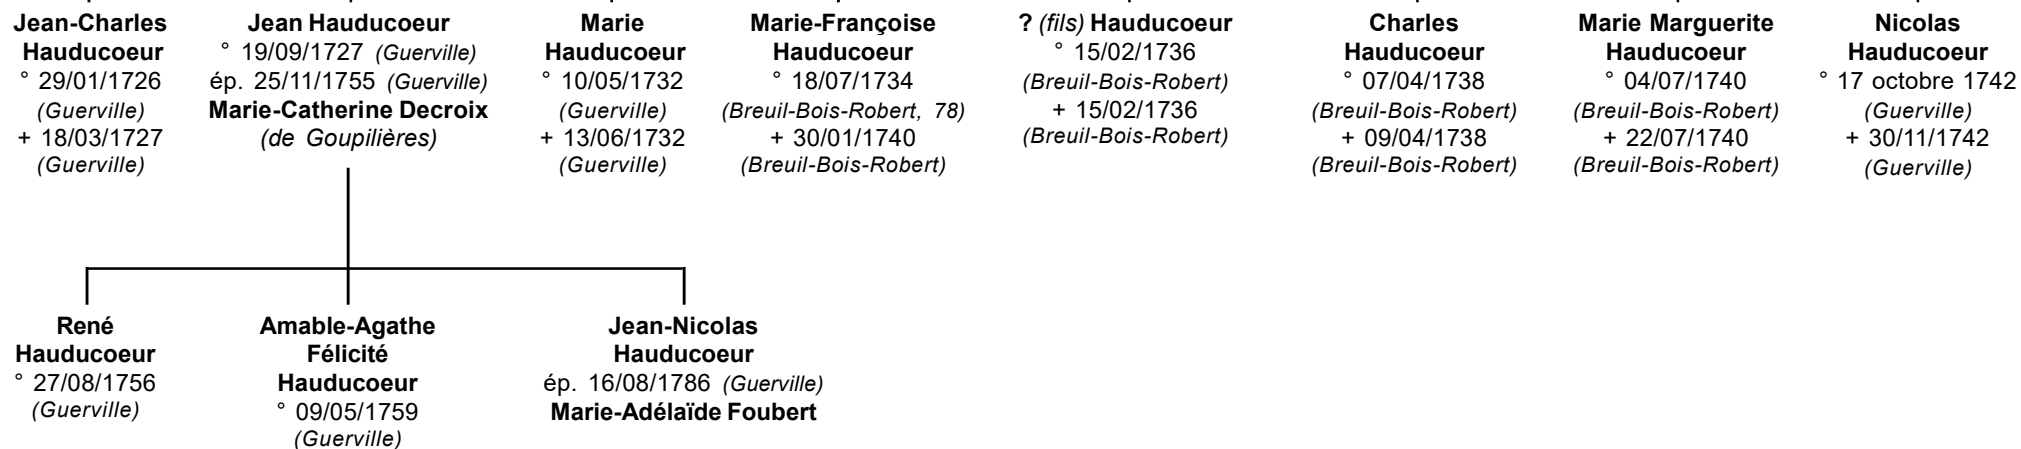 Jean-Charles
Hauducoeur
° 29/01/1726
(Guerville)
+ 18/03/1727
(Guerville)
Jean Hauducoeur
° 19/09/1727 (Guerville)
ép. 25/11/1755 (Guerville)
Marie-Catherine Decroix
(de Goupilières)
Marie
Hauducoeur
° 10/05/1732
(Guerville)
+ 13/06/1732
(Guerville)
Marie-Françoise
Hauducoeur
° 18/07/1734
(Breuil-Bois-Robert, 78)
+ 30/01/1740
(Breuil-Bois-Robert)
? (fils) Hauducoeur
° 15/02/1736
(Breuil-Bois-Robert)
+ 15/02/1736
(Breuil-Bois-Robert)
Charles
Hauducoeur
° 07/04/1738
(Breuil-Bois-Robert)
+ 09/04/1738
(Breuil-Bois-Robert)
Marie Marguerite
Hauducoeur
° 04/07/1740
(Breuil-Bois-Robert)
+ 22/07/1740
(Breuil-Bois-Robert)
Nicolas
Hauducoeur
° 17 octobre 1742
(Guerville)
+ 30/11/1742
(Guerville)
René
Hauducoeur
° 27/08/1756
(Guerville)
Amable-Agathe
Félicité
Hauducoeur
° 09/05/1759
(Guerville)
Jean-Nicolas
Hauducoeur
ép. 16/08/1786 (Guerville)
Marie-Adélaïde Foubert